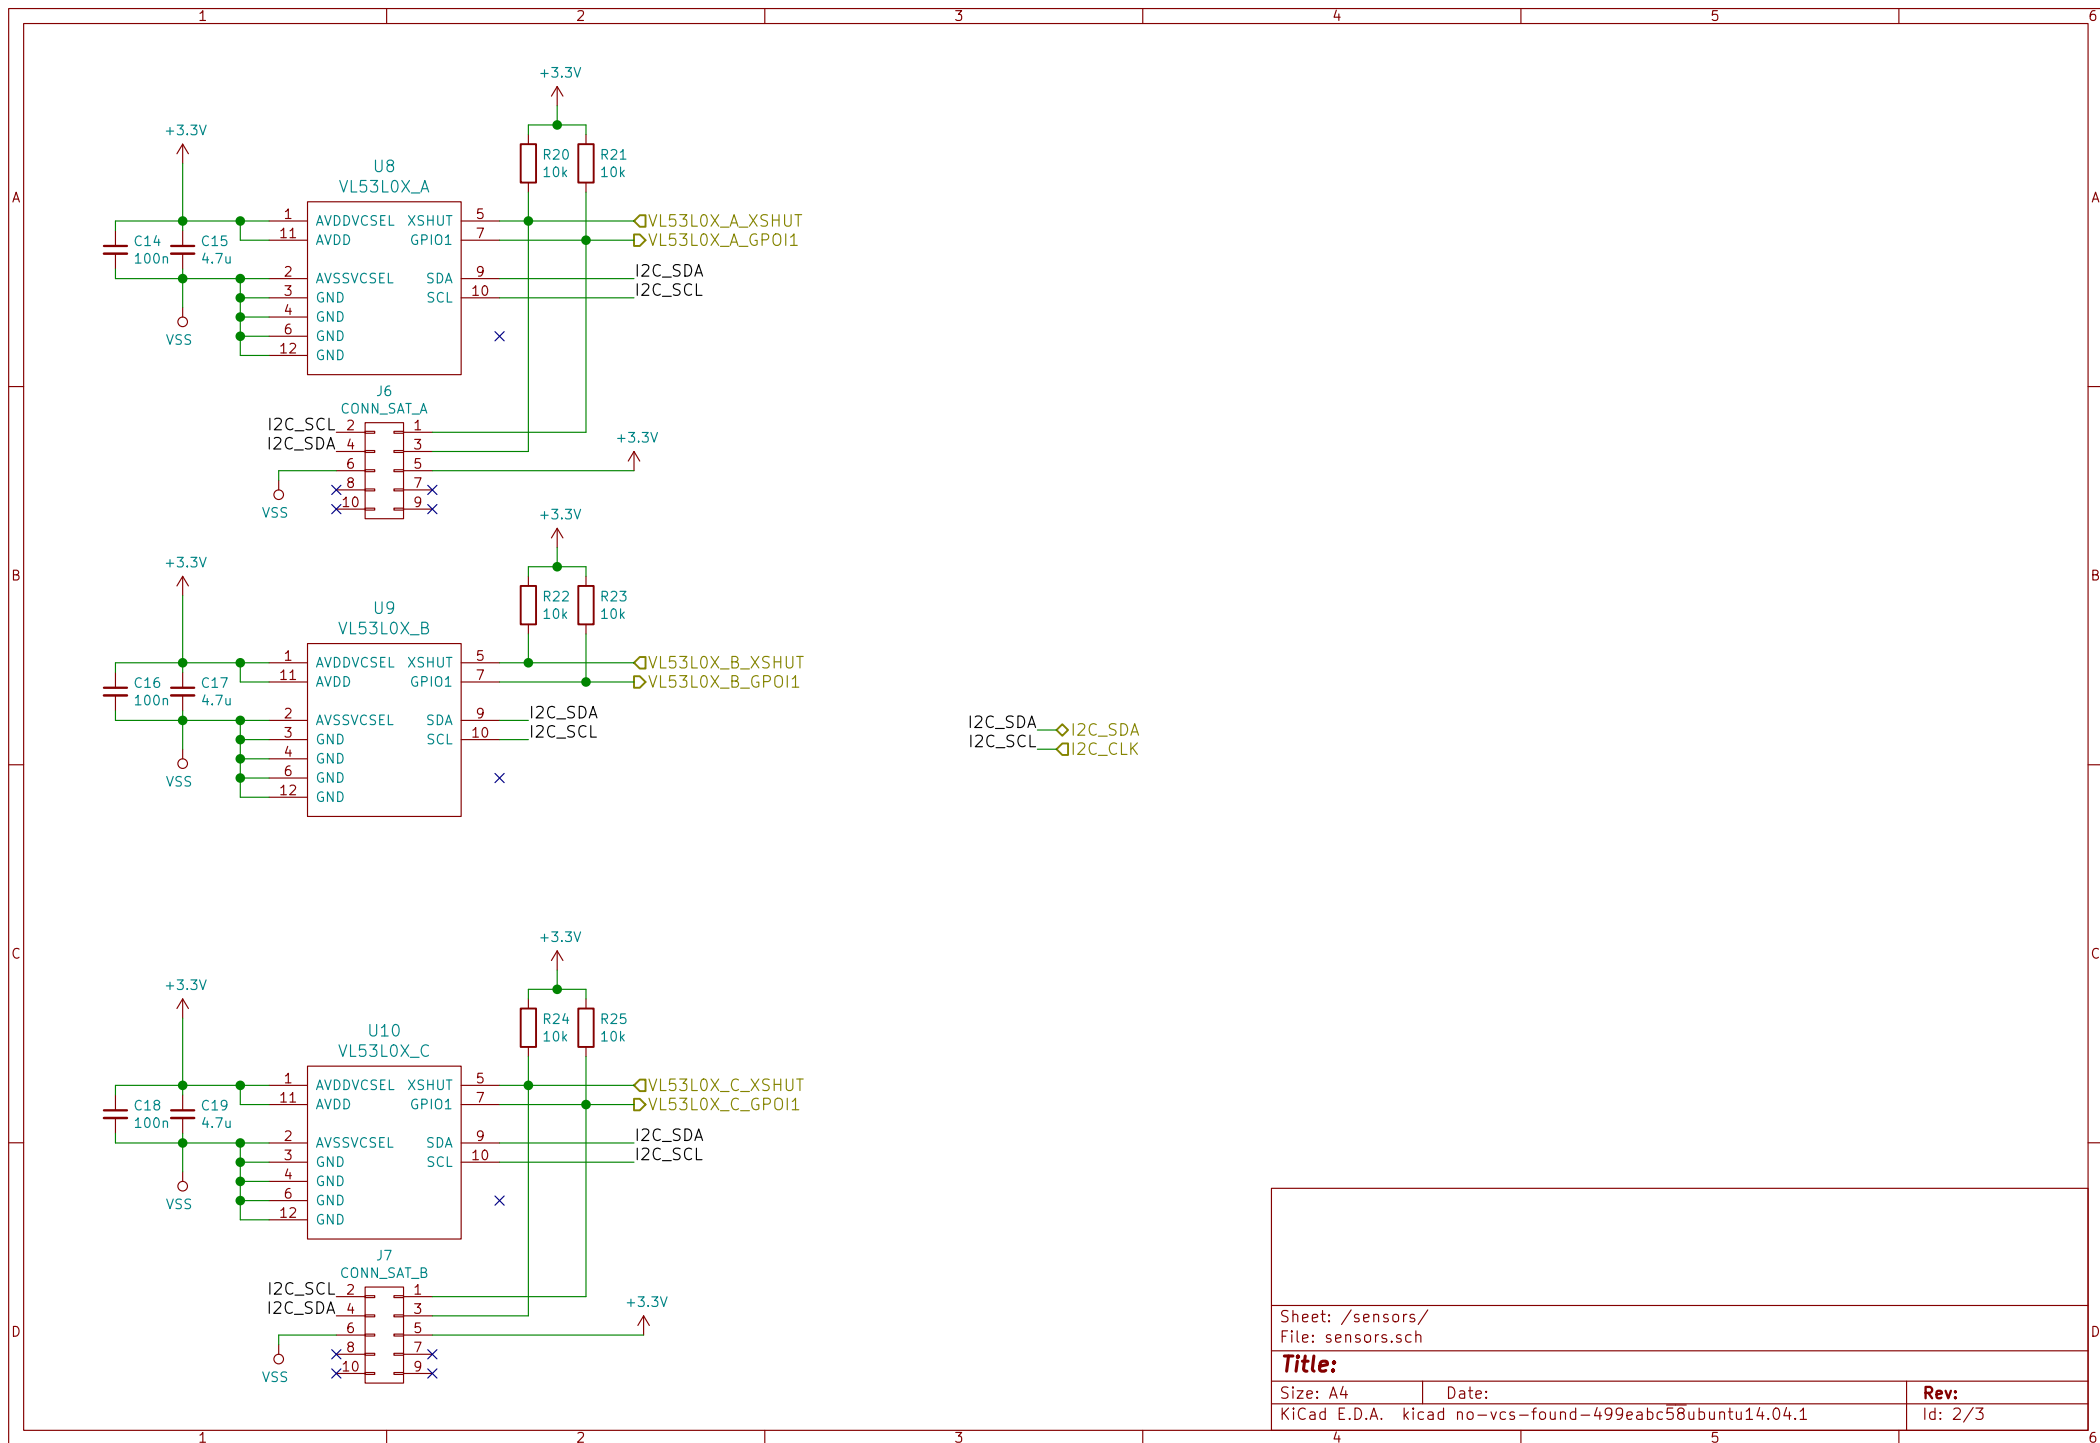 1 2 3 4 5 6
+3.3V
+3.3V
R20 R21
10k 10k
U8
VL53L0X_A
A A
1 AVDDVCSEL XSHUT 5 VL53L0X_A_XSHUT
11 AVDD GPIO1 7 VL53L0X_A_GPOI1
C14 C15
100n 4.7u
2 AVSSVCSEL SDA 9 I2C_SDA
3 GND SCL 10 I2C_SCL
4 GND
6 GND
12 GND
VSS
J6
CONN_SAT_A
I2C_SCL 2 1
I2C_SDA 4 3
+3.3V
6 5
8 7
10 9
VSS
+3.3V
+3.3V
B B
R22 R23
10k 10k
U9
VL53L0X_B
1 AVDDVCSEL XSHUT 5 VL53L0X_B_XSHUT
11 AVDD GPIO1 7 VL53L0X_B_GPOI1
C16 C17
100n 4.7u
2 AVSSVCSEL SDA 9 I2C_SDA
3 GND SCL 10 I2C_SCL
4 GND
6 GND
12 GND
VSS
I2C_SDA I2C_SDA
I2C_SCL I2C_CLK
+3.3V
C C
+3.3V
R24 R25
10k 10k
U10
VL53L0X_C
1 AVDDVCSEL XSHUT 5 VL53L0X_C_XSHUT
11 AVDD GPIO1 7 VL53L0X_C_GPOI1
C18 C19
100n 4.7u
2 AVSSVCSEL SDA 9 I2C_SDA
3 GND SCL 10 I2C_SCL
4 GND
6 GND
12 GND
VSS
J7
CONN_SAT_B
I2C_SCL 2 1
I2C_SDA 4 3
+3.3V
6 5
8 7
10 9
VSS
D D
Sheet: /sensors/
File: sensors.sch
Title:
Size: A4 Date: Rev:
KiCad E.D.A. kicad no-vcs-found-499eabc58ubuntu14.04.1 Id: 2/3
1 2 3 4 5 6